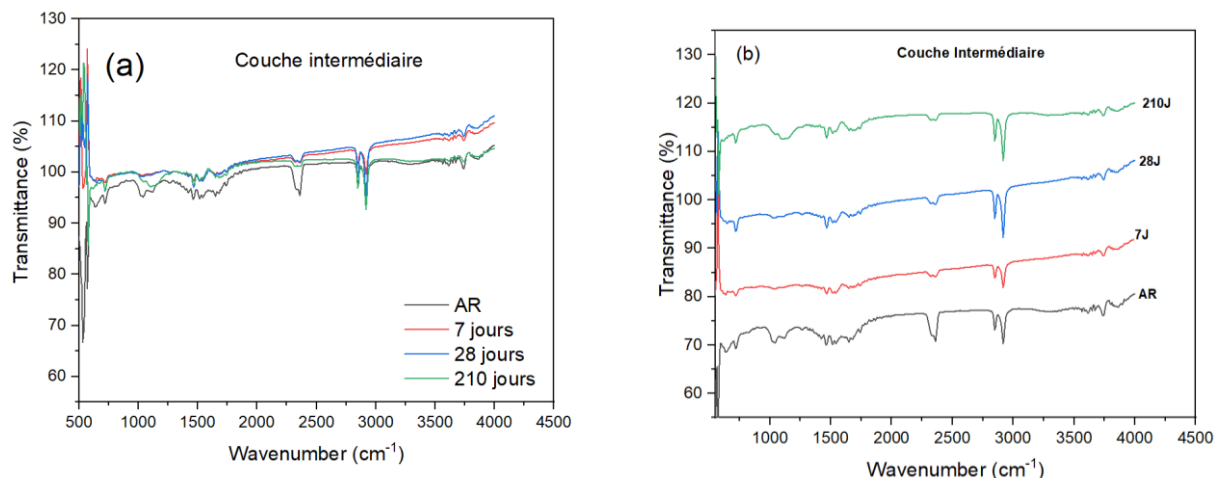 (a)
Couche intermédiaire
Transmittance (%)
130
120
110
100
90
80
70
60
AR
7 jours
28 jours
210 jours
500 1000 1500 2000 2500 3000 3500 4000 4500
Wavenumber (cm⁻¹)
(b)
Couche Intermédiaire
Transmittance (%)
130
120
110
100
90
80
70
60
210J
28J
7J
AR
1000 1500 2000 2500 3000 3500 4000 4500
Wavenumber (cm⁻¹)